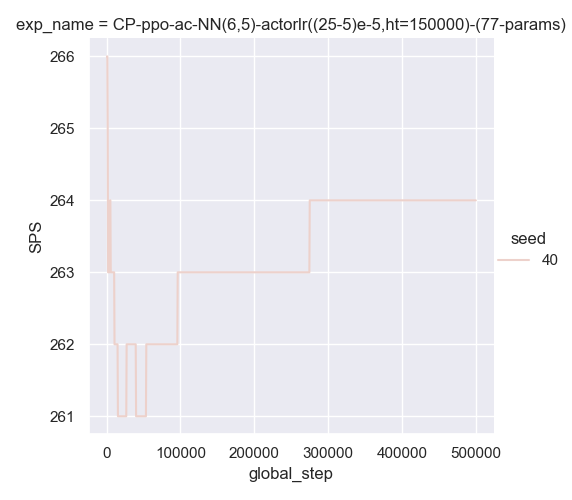 exp_name = CP-ppo-ac-NN(6,5)-actorlr((25-5)e-5,ht=150000)-(77-params)
266
265
264
263
262
261
SPS
0 100000 200000 300000 400000 500000
global_step
seed
40